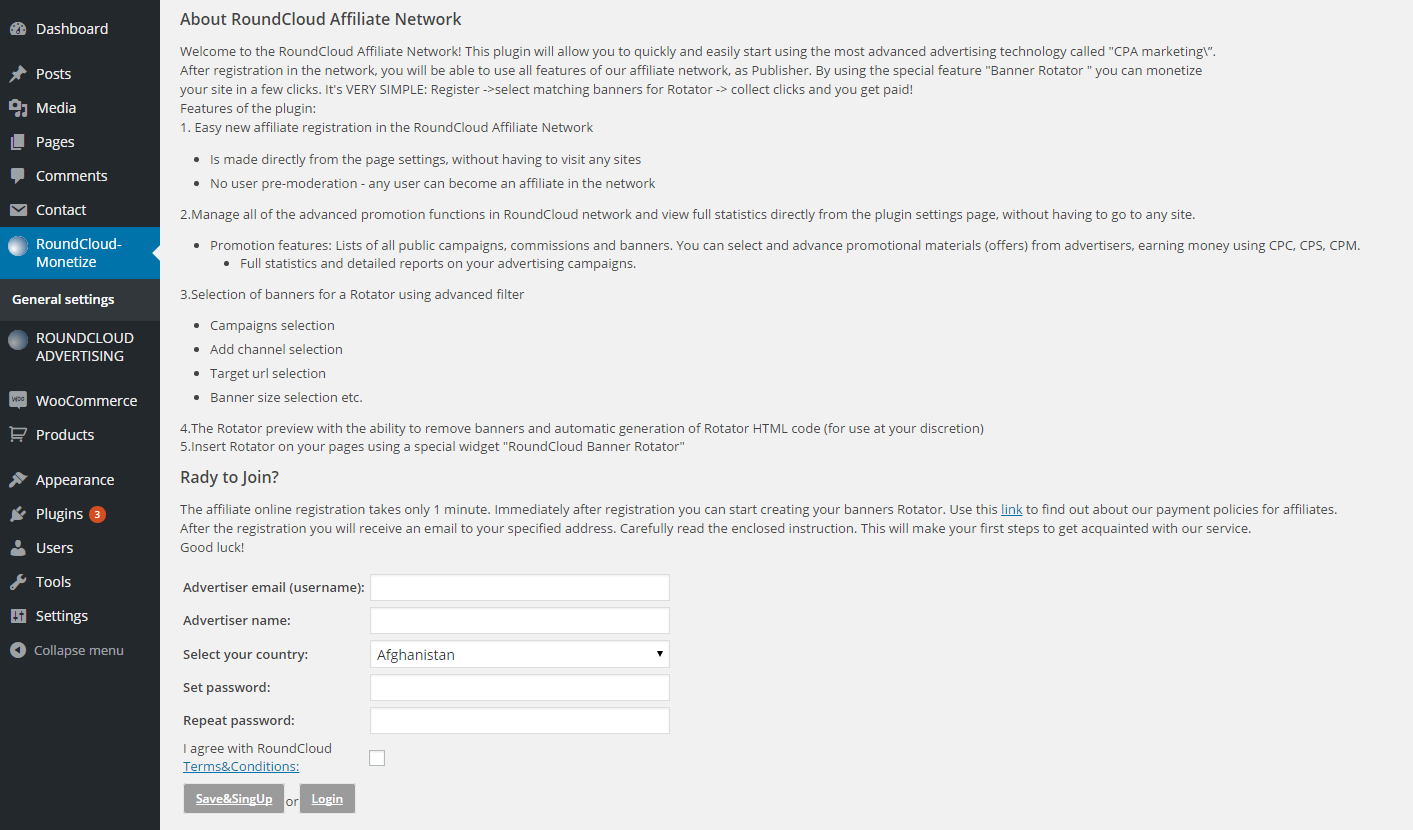 Dashboard
Posts
Media
Pages
Comments
Contact
RoundCloud-
Monetize
General settings
ROUNDCLOUD
ADVERTISING
WOO
WooCommerce
Products
Appearance
Plugins 3
Users
Tools
Settings
Collapse menu
About RoundCloud Affiliate Network
Welcome to the RoundCloud Affiliate Network! This plugin will allow you to quickly and easily start using the most advanced advertising technology called "CPA marketing\".
After registration in the network, you will be able to use all features of our affiliate network, as Publisher. By using the special feature "Banner Rotator " you can monetize
your site in a few clicks. It's VERY SIMPLE: Register ->select matching banners for Rotator -> collect clicks and you get paid!
Features of the plugin:
1. Easy new affiliate registration in the RoundCloud Affiliate Network
• Is made directly from the page settings, without having to visit any sites
• No user pre-moderation - any user can become an affiliate in the network
2.Manage all of the advanced promotion functions in RoundCloud network and view full statistics directly from the plugin settings page, without having to go to any site.
• Promotion features: Lists of all public campaigns, commissions and banners. You can select and advance promotional materials (offers) from advertisers, earning money using CPC, CPS, CPM.
• Full statistics and detailed reports on your advertising campaigns.
3.Selection of banners for a Rotator using advanced filter
• Campaigns selection
• Add channel selection
• Target url selection
• Banner size selection etc.
4.The Rotator preview with the ability to remove banners and automatic generation of Rotator HTML code (for use at your discretion)
5.Insert Rotator on your pages using a special widget "RoundCloud Banner Rotator"
Rady to Join?
The affiliate online registration takes only 1 minute. Immediately after registration you can start creating your banners Rotator. Use this link to find out about our payment policies for affiliates.
After the registration you will receive an email to your specified address. Carefully read the enclosed instruction. This will make your first steps to get acquainted with our service.
Good luck!
Advertiser email (username):
Advertiser name:
Select your country: Afghanistan
Set password:
Repeat password:
I agree with RoundCloud
Terms&Conditions:
Save&SingUp or Login